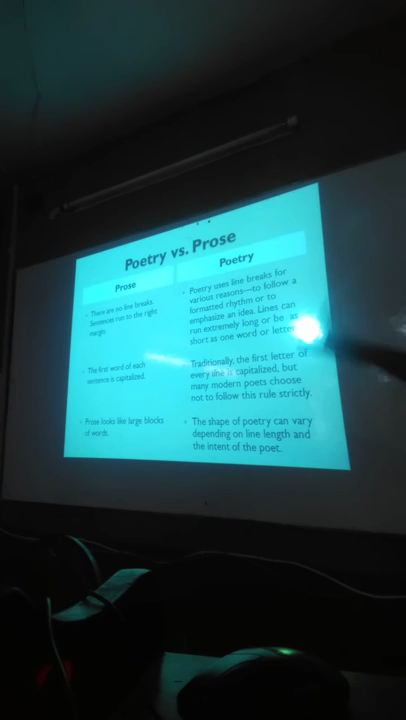 Poetry vs. Prose
Prose
• There are no line breaks.
Sentences run to the right
margin.
• The first word of each
sentence is capitalized.
• Prose looks like large blocks
of words.
Poetry
• Poetry uses line breaks for
various reasons—to follow a
formatted rhythm or to
emphasize an idea. Lines can
run extremely long or be as
short as one word or letter
Traditionally, the first letter of
every line is capitalized, but
many modern poets choose
not to follow this rule strictly.
• The shape of poetry can vary
depending on line length and
the intent of the poet.